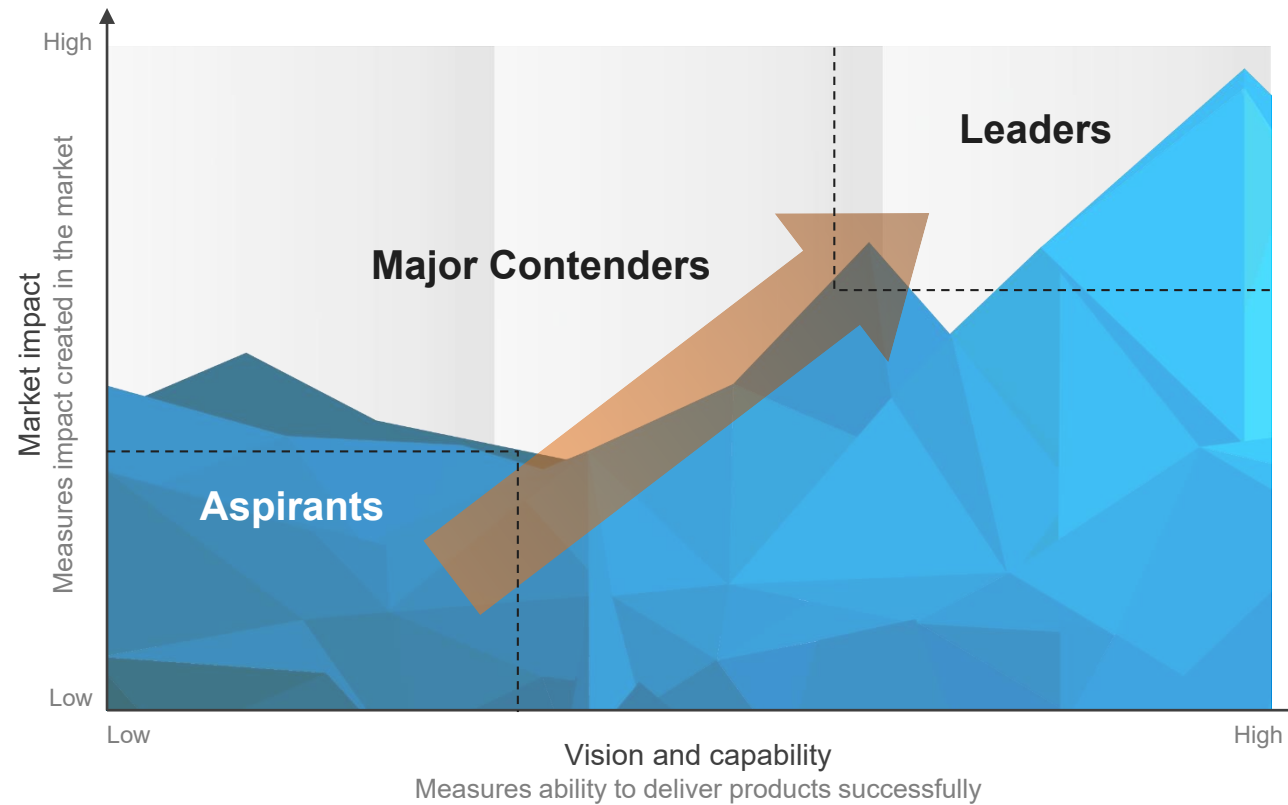 High
Leaders
Major Contenders
Market impact
Measures impact created in the market
Aspirants
Low
Low
High
Vision and capability
Measures ability to deliver products successfully